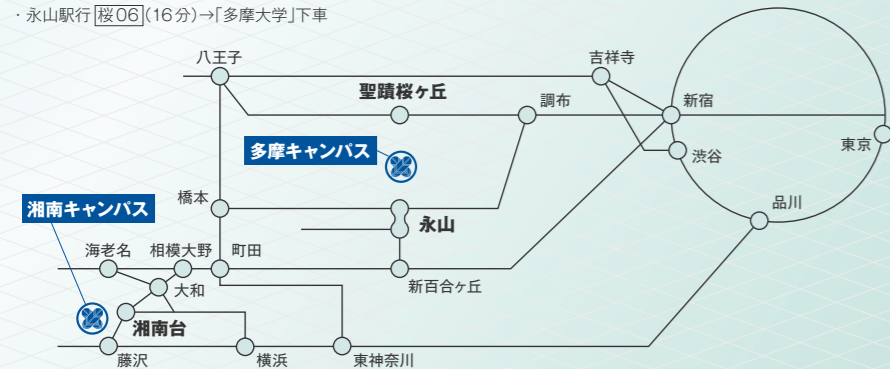 ・永山駅行 桜06 (16分)→「多摩大学」下車
八王子
吉祥寺
聖蹟桜ヶ丘
調布
新宿
東京
多摩キャンパス
渋谷
橋本
湘南キャンパス
永山
品川
海老名
相模大野
町田
大和
新百合ヶ丘
湘南台
藤沢
横浜
東神奈川